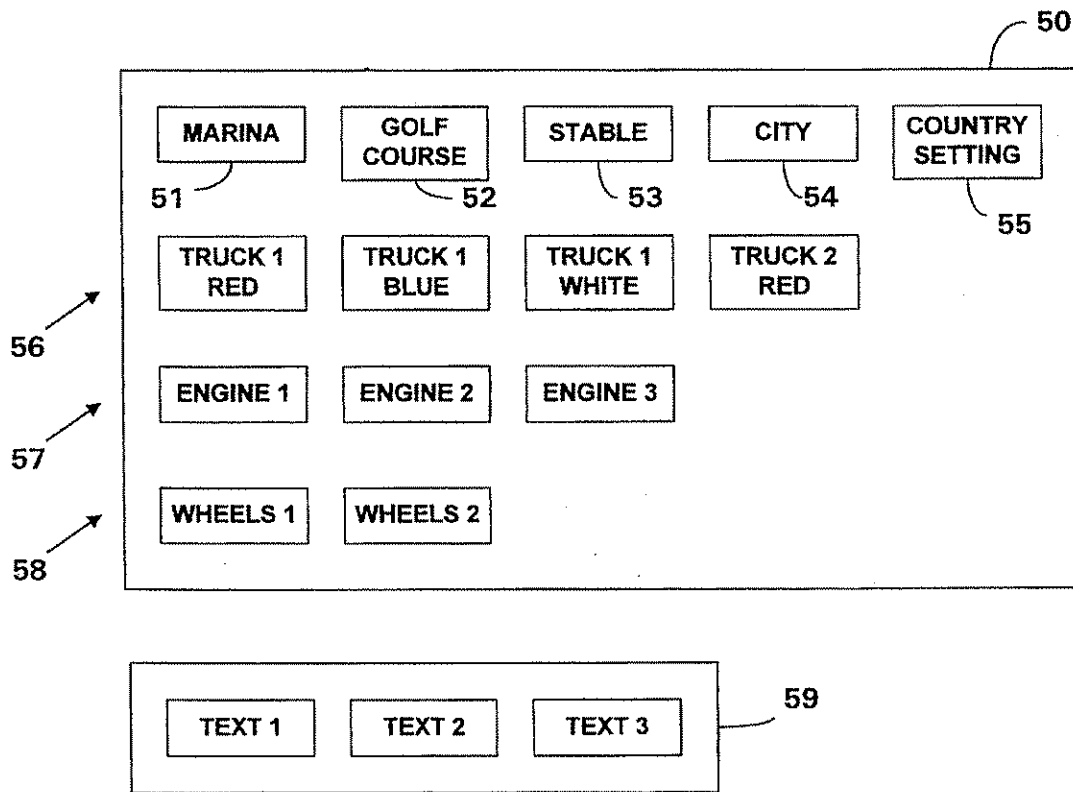 50
MARINA
GOLF
COURSE
STABLE
CITY
COUNTRY
SETTING
51
52
53
54
55
TRUCK 1
RED
TRUCK 1
BLUE
TRUCK 1
WHITE
TRUCK 2
RED
56
ENGINE 1
ENGINE 2
ENGINE 3
57
WHEELS 1
WHEELS 2
58
TEXT 1
TEXT 2
TEXT 3
59